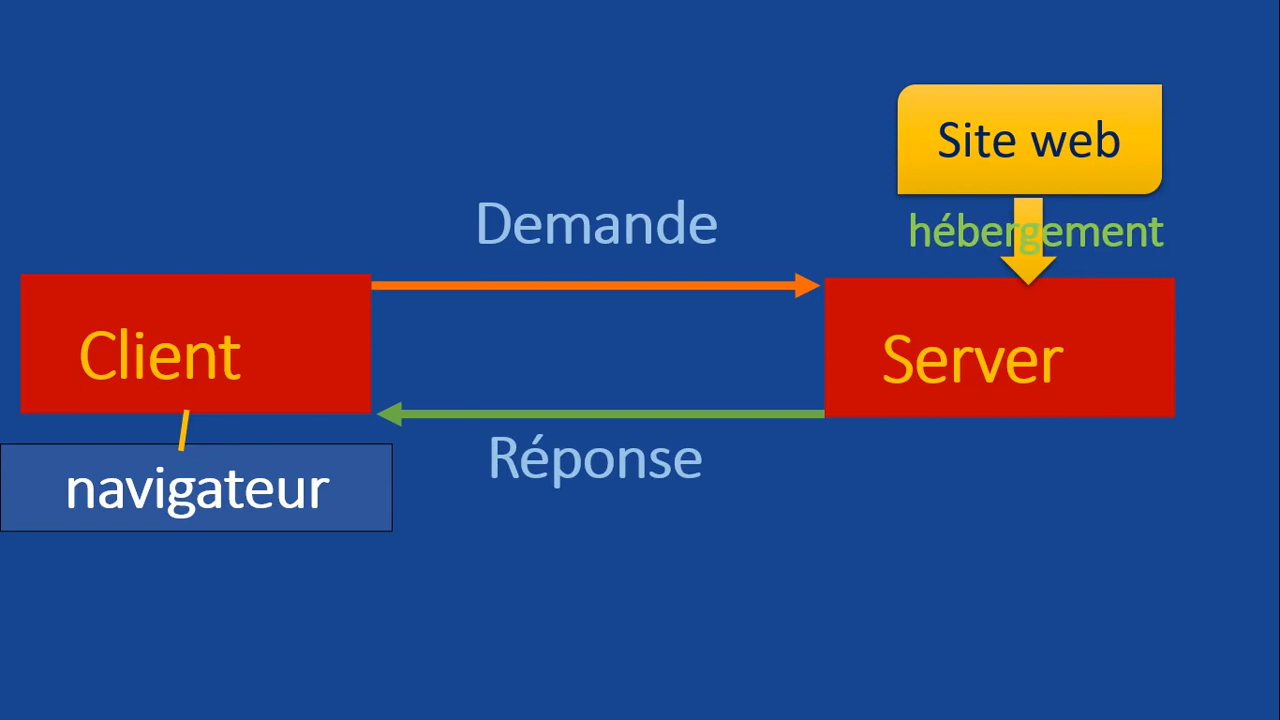 Site web
hébergement
Demande
Client
Server
Réponse
navigateur